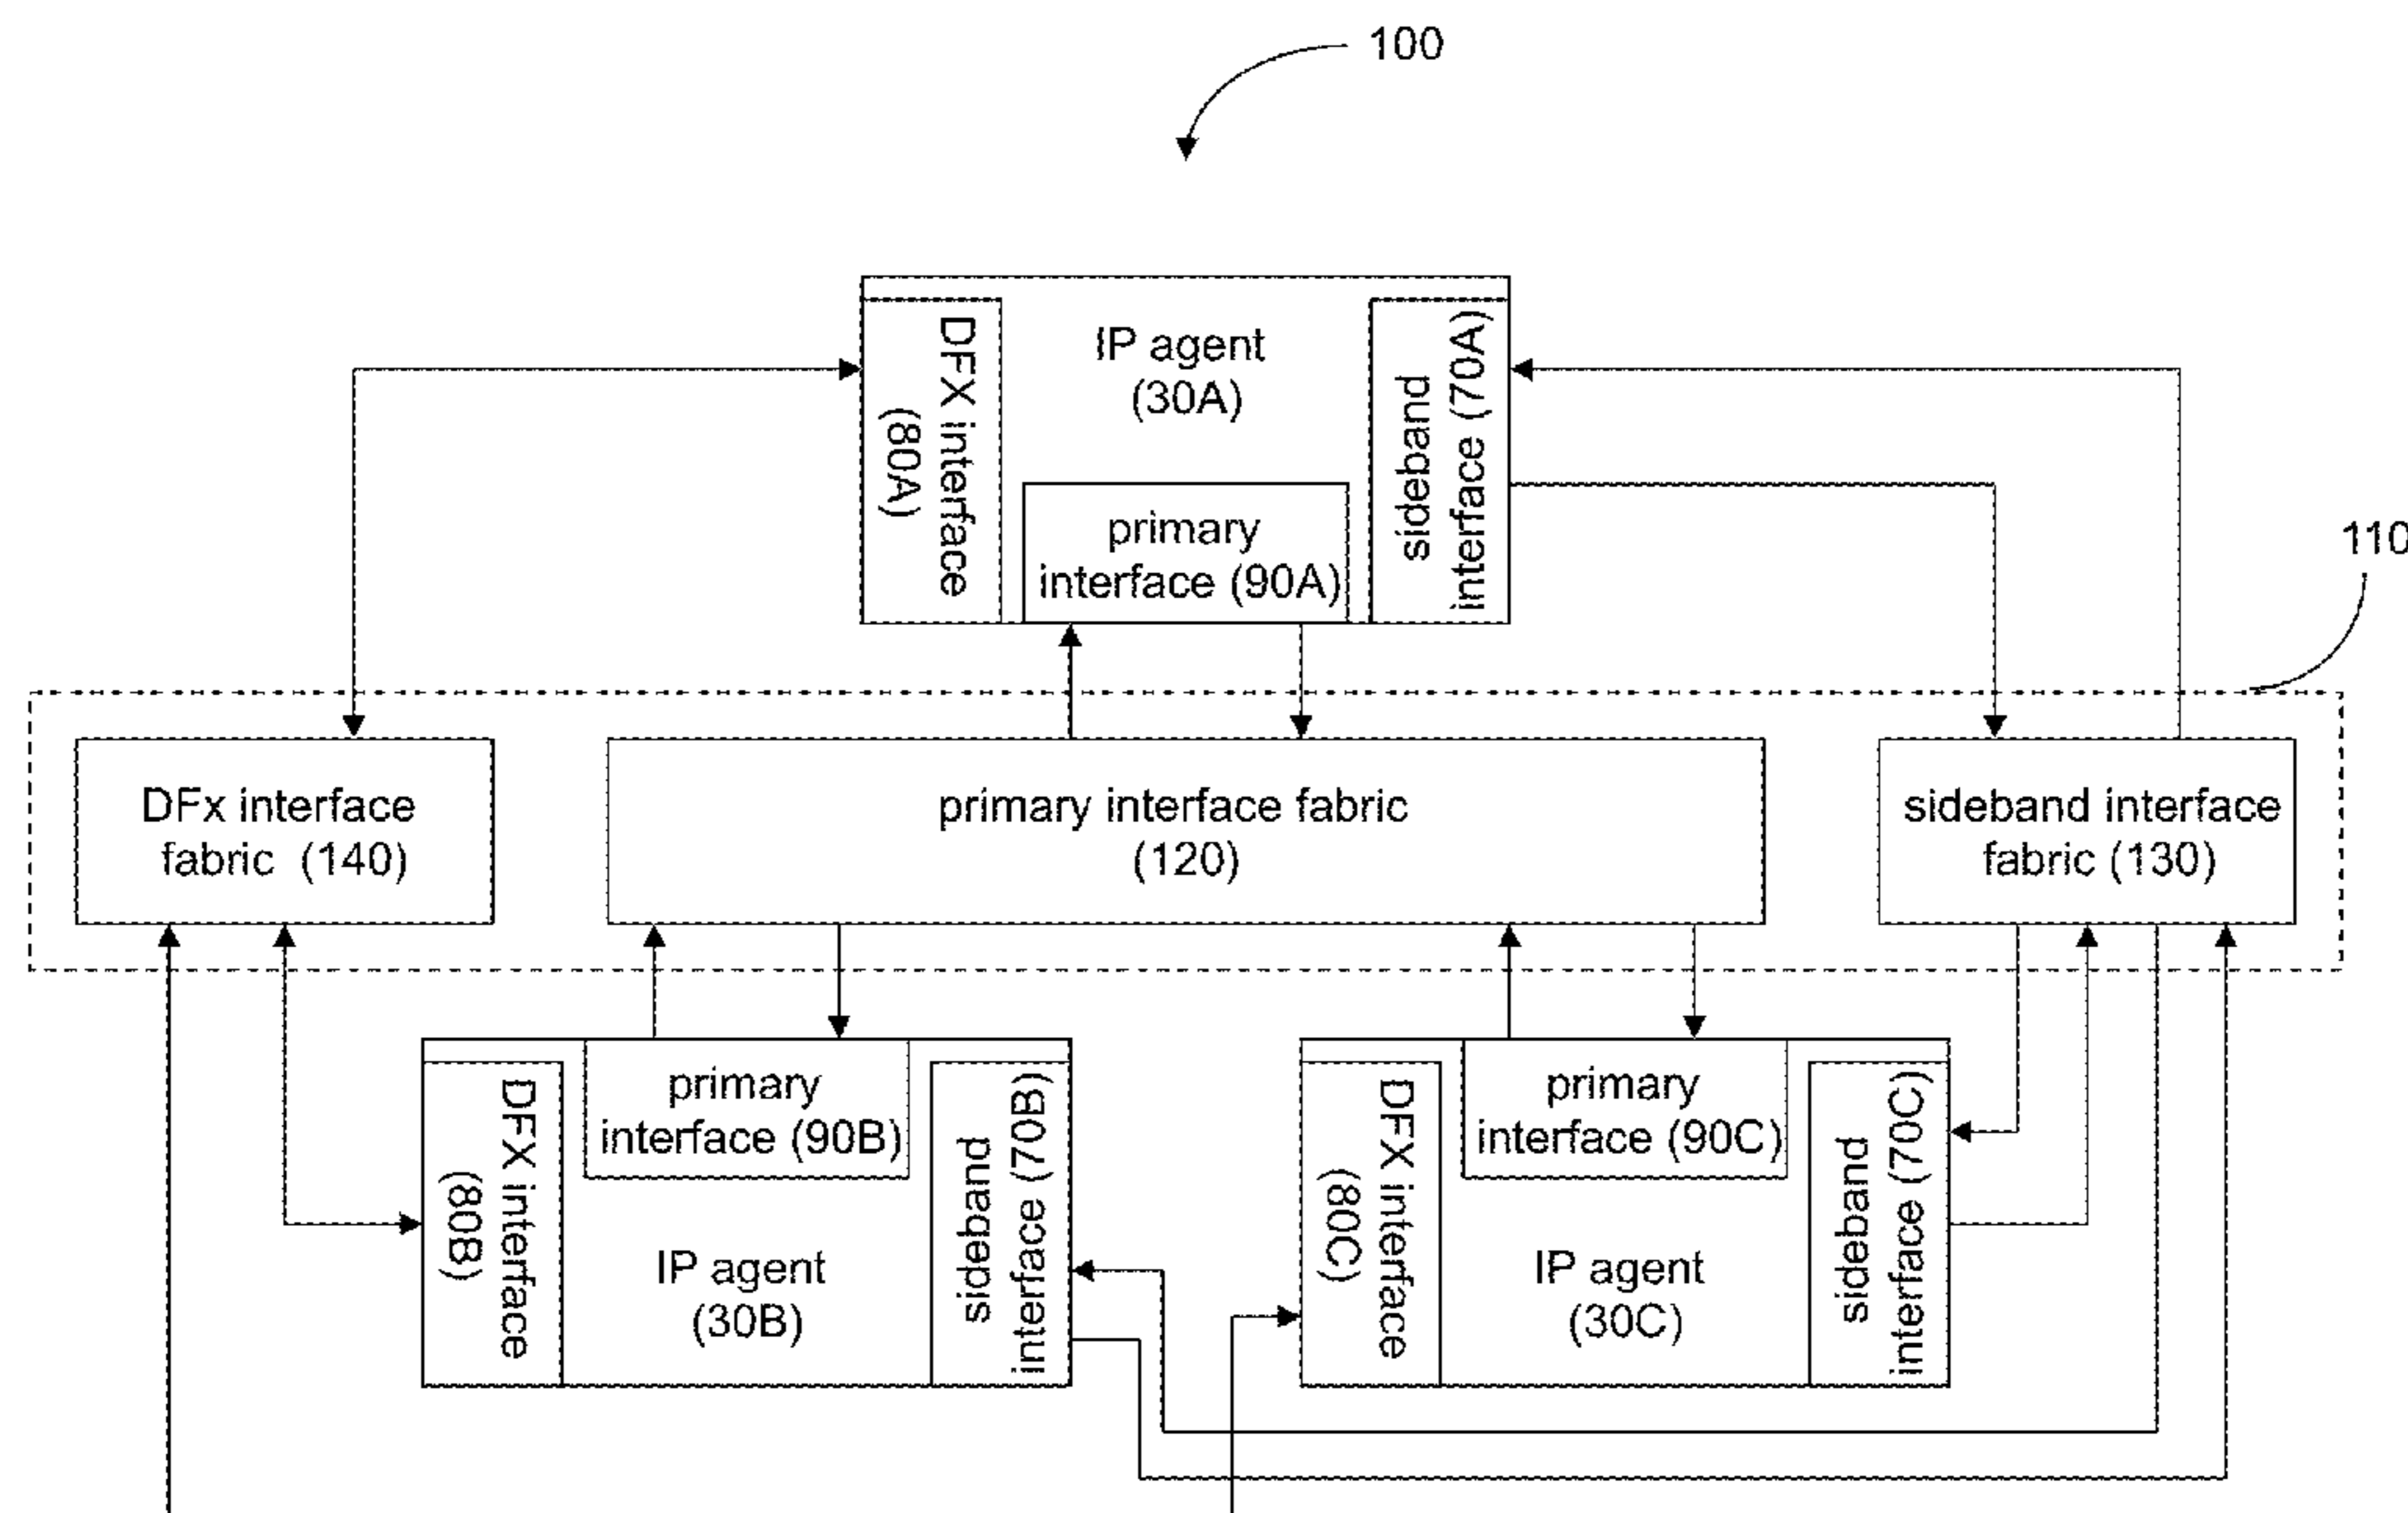 100
DFX interface
(80A)
IP agent
(30A)
primary
interface (90A)
sideband
interface (70A)
110
DFx interface
fabric (140)
primary interface fabric
(120)
sideband interface
fabric (130)
DFX interface
(80B)
primary
interface (90B)
IP agent
(30B)
sideband
interface (70B)
DFX interface
(80C)
primary
interface (90C)
IP agent
(30C)
sideband
interface (70C)